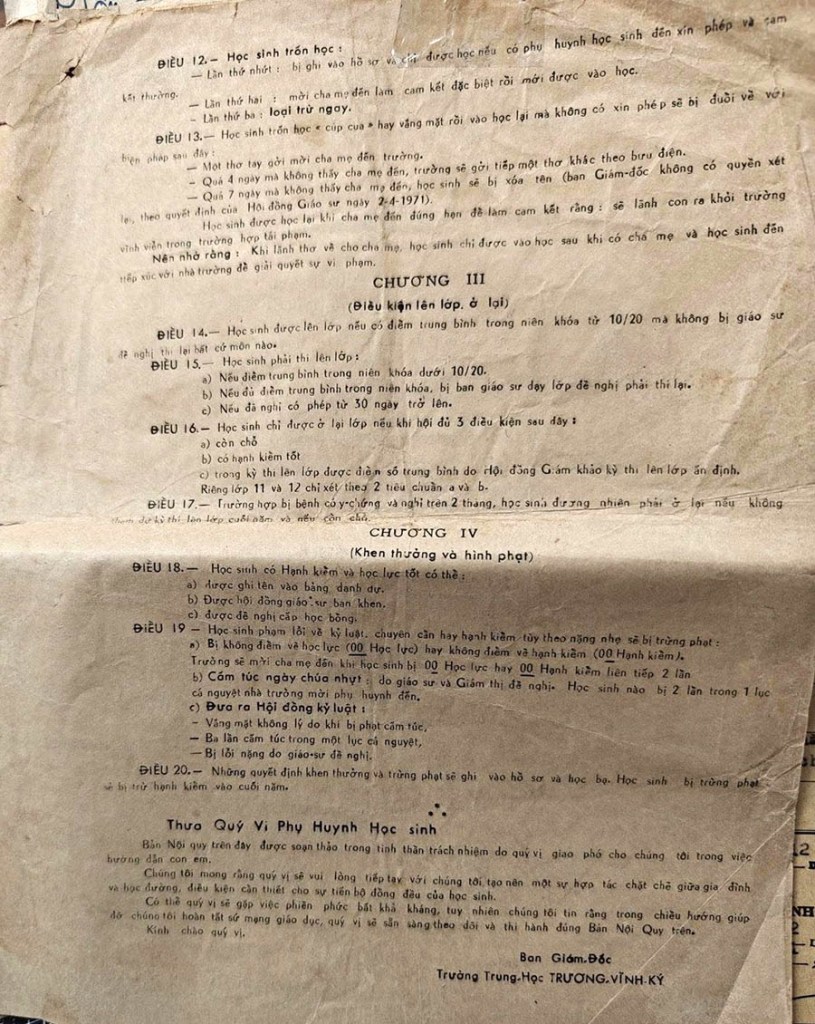 ĐIỀU 12.— Học sinh trốn học :
— Lần thứ nhứt : bị ghi vào hồ sơ và chỉ được học nếu có phụ huynh học sinh đến xin phép và cam
kết thường.
— Lần thứ hai : mời cha mẹ đến làm cam kết đặc biệt rồi mới được vào học.
— Lần thứ ba : loại trừ ngay.
ĐIỀU 13.— Học sinh trốn học « cúp cua » hay vắng mặt rồi vào học lại mà không có xin phép sẽ bị đuổi về với
biện pháp sau đây :
— Một thơ tay gởi mời cha mẹ đến trường.
— Quá 4 ngày mà không thấy cha mẹ đến, trường sẽ gởi tiếp một thơ khác theo bưu điện.
— Quá 7 ngày mà không thấy cha mẹ đến, học sinh sẽ bị xóa tên (ban Giám-đốc không có quyền xét
lại, theo quyết định của Hội đồng Giáo sư ngày 2-4-1971).
Học sinh được học lại khi cha mẹ đến đúng hạn để làm cam kết rằng : sẽ lãnh con ra khỏi trường
vĩnh viễn trong trường hợp tái phạm.
Nên nhớ rằng : Khi lãnh thơ về cho cha mẹ, học sinh chỉ được vào học sau khi có cha mẹ và học sinh đến
tiếp xúc với nhà trường để giải quyết sự vi phạm.
CHƯƠNG III
(Điều kiện lên lớp, ở lại)
ĐIỀU 14.— Học sinh được lên lớp nếu có điểm trung bình trong niên khóa từ 10/20 mà không bị giáo sư
đề nghị thi lại bất cứ môn nào.
ĐIỀU 15.— Học sinh phải thi lên lớp :
a) Nếu điểm trung bình trong niên khóa dưới 10/20.
b) Nếu đủ điểm trung bình trong niên khóa, bị ban giáo sư dạy lớp đề nghị phải thi lại.
c) Nếu đã nghỉ có phép từ 30 ngày trở lên.
ĐIỀU 16.— Học sinh chỉ được ở lại lớp nếu khi hội đủ 3 điều kiện sau đây :
a) còn chỗ
b) có hạnh kiểm tốt
c) trong kỳ thi lên lớp được điểm số trung bình do Hội đồng Giám khảo kỳ thi lên lớp ấn định.
Riêng lớp 11 và 12 chỉ xét theo 2 tiêu chuẩn a và b.
ĐIỀU 17.— Trường hợp bị bệnh có y-chứng và nghỉ trên 2 tháng, học sinh đương nhiên phải ở lại nếu không
tham dự kỳ thi lên lớp cuối năm và nếu còn chỗ.
CHƯƠNG IV
(Khen thưởng và hình phạt)
ĐIỀU 18.— Học sinh có Hạnh kiểm và học lực tốt có thể :
a) được ghi tên vào bảng danh dự.
b) Được hội đồng giáo sư ban khen.
c) được đề nghị cấp học bổng.
ĐIỀU 19 — Học sinh phạm lỗi về kỷ luật, chuyên cần hay hạnh kiểm tùy theo nặng nhẹ sẽ bị trừng phạt :
a) Bị không điểm về học lực (00 Học lực) hay không điểm về hạnh kiểm (00 Hạnh kiểm).
Trường sẽ mời cha mẹ đến khi học sinh bị 00 Học lực hay 00 Hạnh kiểm liên tiếp 2 lần
b) Cấm túc ngày chúa nhựt : do giáo sư và Giám thị đề nghị. Học sinh nào bị 2 lần trong 1 lục
cá nguyệt nhà trường mời phụ huynh đến.
c) Đưa ra Hội đồng kỷ luật :
— Vắng mặt không lý do khi bị phạt cấm túc,
— Ba lần cấm túc trong một lục cá nguyệt,
— Bị lỗi nặng do giáo-sư đề nghị.
ĐIỀU 20.— Những quyết định khen thưởng và trừng phạt sẽ ghi vào hồ sơ và học bạ. Học sinh bị trừng phạt
sẽ bị trừ hạnh kiểm vào cuối năm.
Thưa Quý Vị Phụ Huynh Học sinh
Bản Nội quy trên đây được soạn thảo trong tinh thần trách nhiệm do quý vị giao phó cho chúng tôi trong việc
hướng dẫn con em.
Chúng tôi mong rằng quý vị sẽ vui lòng tiếp tay với chúng tôi tạo nên một sự hợp tác chặt chẽ giữa gia đình
và học đường, điều kiện cần thiết cho sự tiến bộ đồng đều của học sinh.
Có thể quý vị sẽ gặp việc phiền phức bất khả kháng, tuy nhiên chúng tôi tin rằng trong chiều hướng giúp
đỡ chúng tôi hoàn tất sứ mạng giáo dục, quý vị sẽ sẵn sàng theo dõi và thi hành đúng Bản Nội Quy trên.
Kính chào quý vị.
Ban Giám-Đốc
Trường Trung-Học TRƯƠNG-VĨNH-KÝ